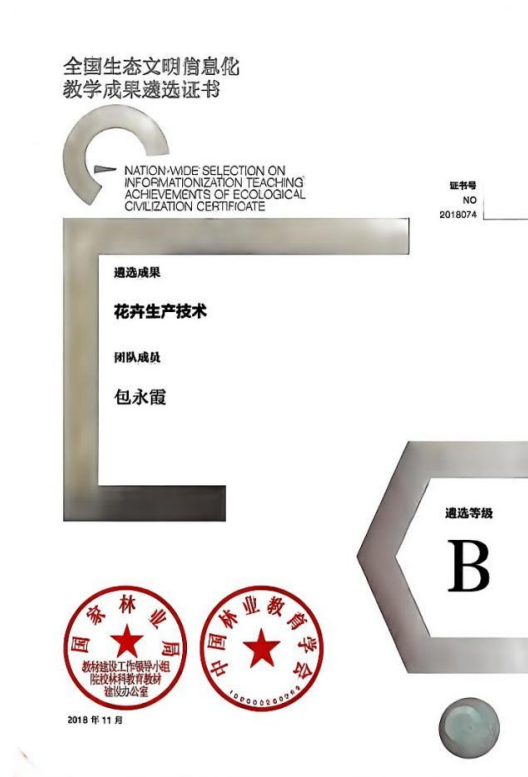 全国生态文明信息化
教学成果遴选证书
NATION-WIDE SELECTION ON
INFORMATIONIZATION TEACHING
ACHIEVEMENTS OF ECOLOGICAL
CIVILIZATION CERTIFICATE
证书号
NO
2018074
遴选成果
花卉生产技术
团队成员
包永霞
遴选等级
B
国家林业局
教材建设工作领导小组
院校林科教育教材
建设办公室
中国林业教育学会
2018 年 11 月